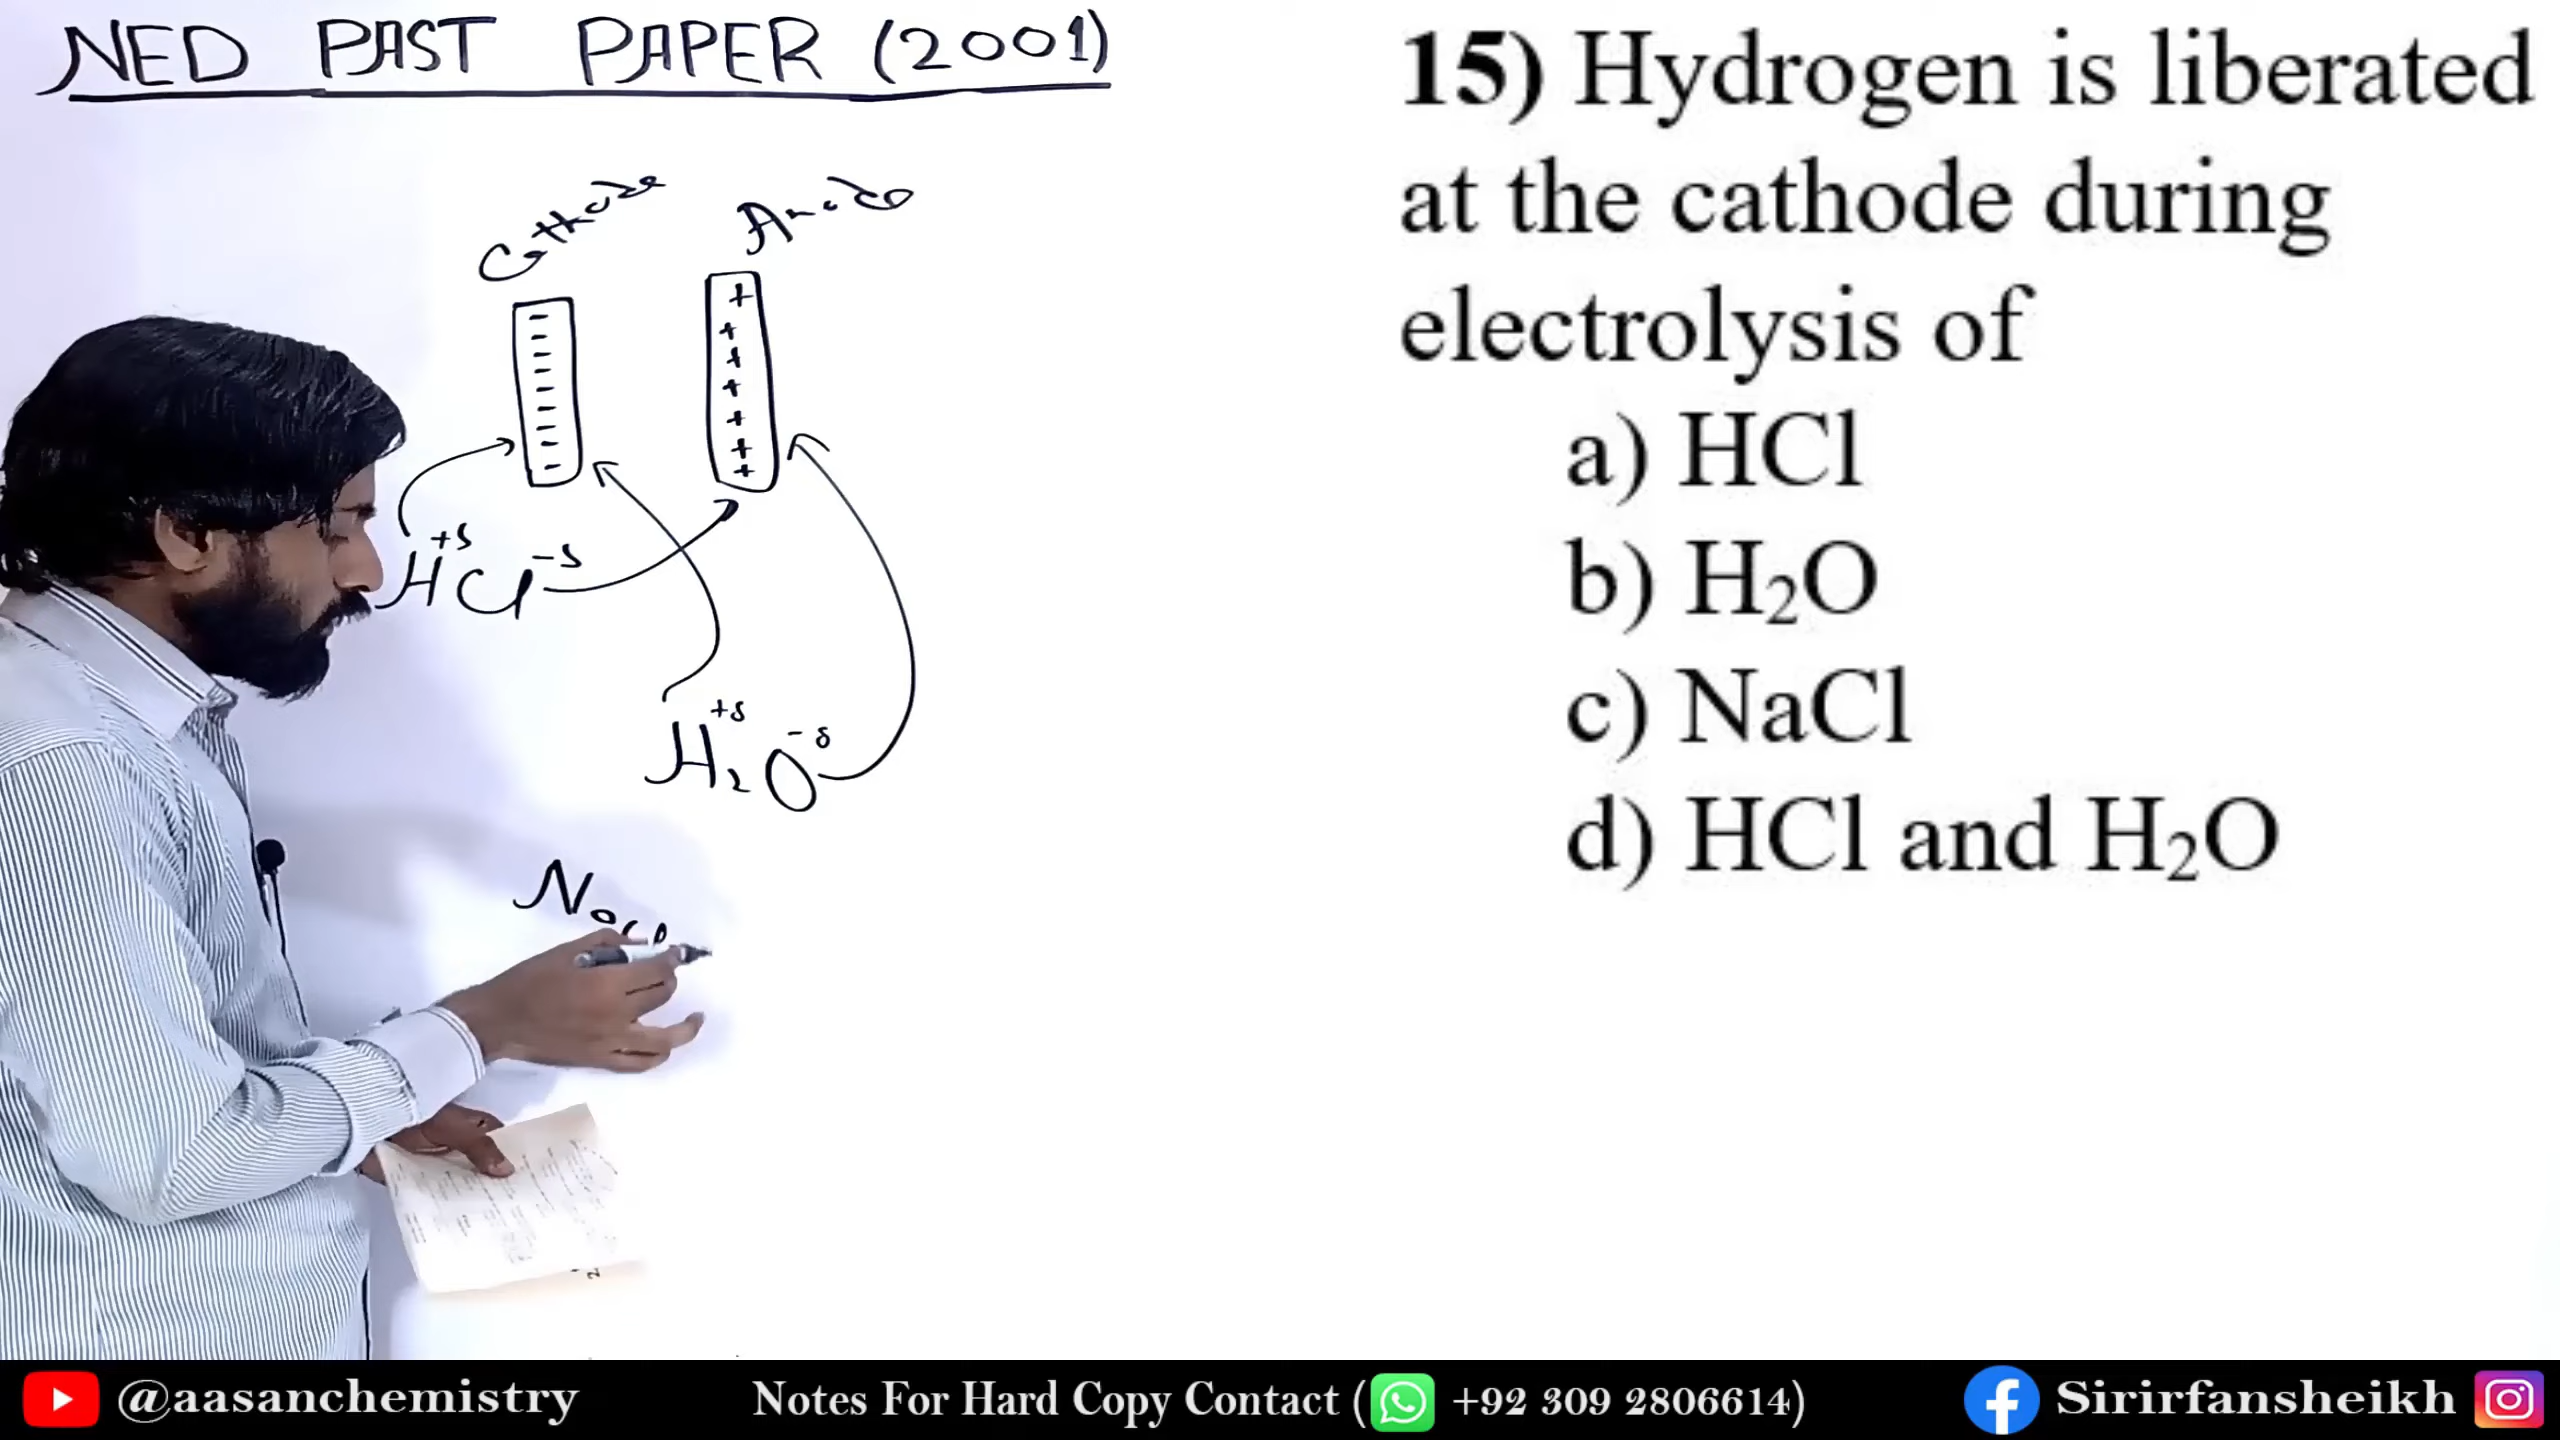 NED PAST PAPER (2001)
Cathode
Anode
-
-
-
-
-
-
-
-
-
+
+
+
+
+
+
+
H+δ Cl-δ
H2+δ O-δ
NaCl
15) Hydrogen is liberated
at the cathode during
electrolysis of
a) HCl
b) H₂O
c) NaCl
d) HCl and H₂O
@aasanchemistry
Notes For Hard Copy Contact ( +92 309 2806614)
Sirirfansheikh